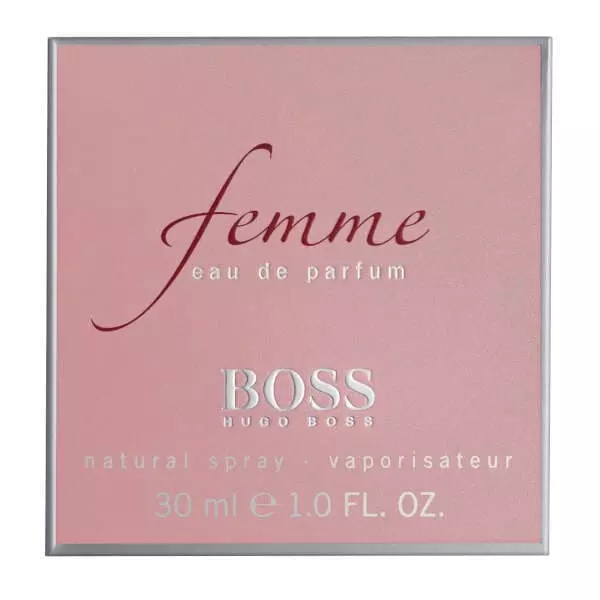 femme
eau de parfum
BOSS
HUGO BOSS
natural spray · vaporisateur
30 ml ℮ 1.0 FL. OZ.